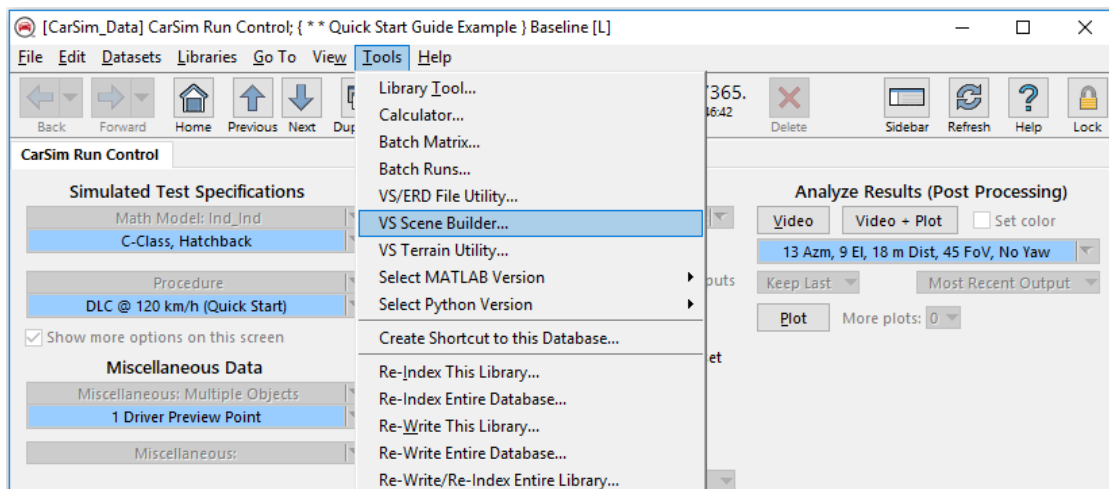 [CarSim_Data] CarSim Run Control; { * * Quick Start Guide Example } Baseline [L]
File Edit Datasets Libraries Go To View Tools Help
Back Forward Home Previous Next Sidebar Refresh Help Lock
Delete
CarSim Run Control
Library Tool...
Calculator...
Batch Matrix...
Batch Runs...
VS/ERD File Utility...
VS Scene Builder...
VS Terrain Utility...
Select MATLAB Version
Select Python Version
Create Shortcut to this Database...
Re-Index This Library...
Re-Index Entire Database...
Re-Write This Library...
Re-Write Entire Database...
Re-Write/Re-Index Entire Library...
Simulated Test Specifications
Math Model: Ind_Ind
C-Class, Hatchback
Procedure
DLC @ 120 km/h (Quick Start)
Show more options on this screen
Miscellaneous Data
Miscellaneous: Multiple Objects
1 Driver Preview Point
Miscellaneous:
Analyze Results (Post Processing)
Video Video + Plot Set color
13 Azm, 9 El, 18 m Dist, 45 FoV, No Yaw
Keep Last Most Recent Output
Plot More plots: 0